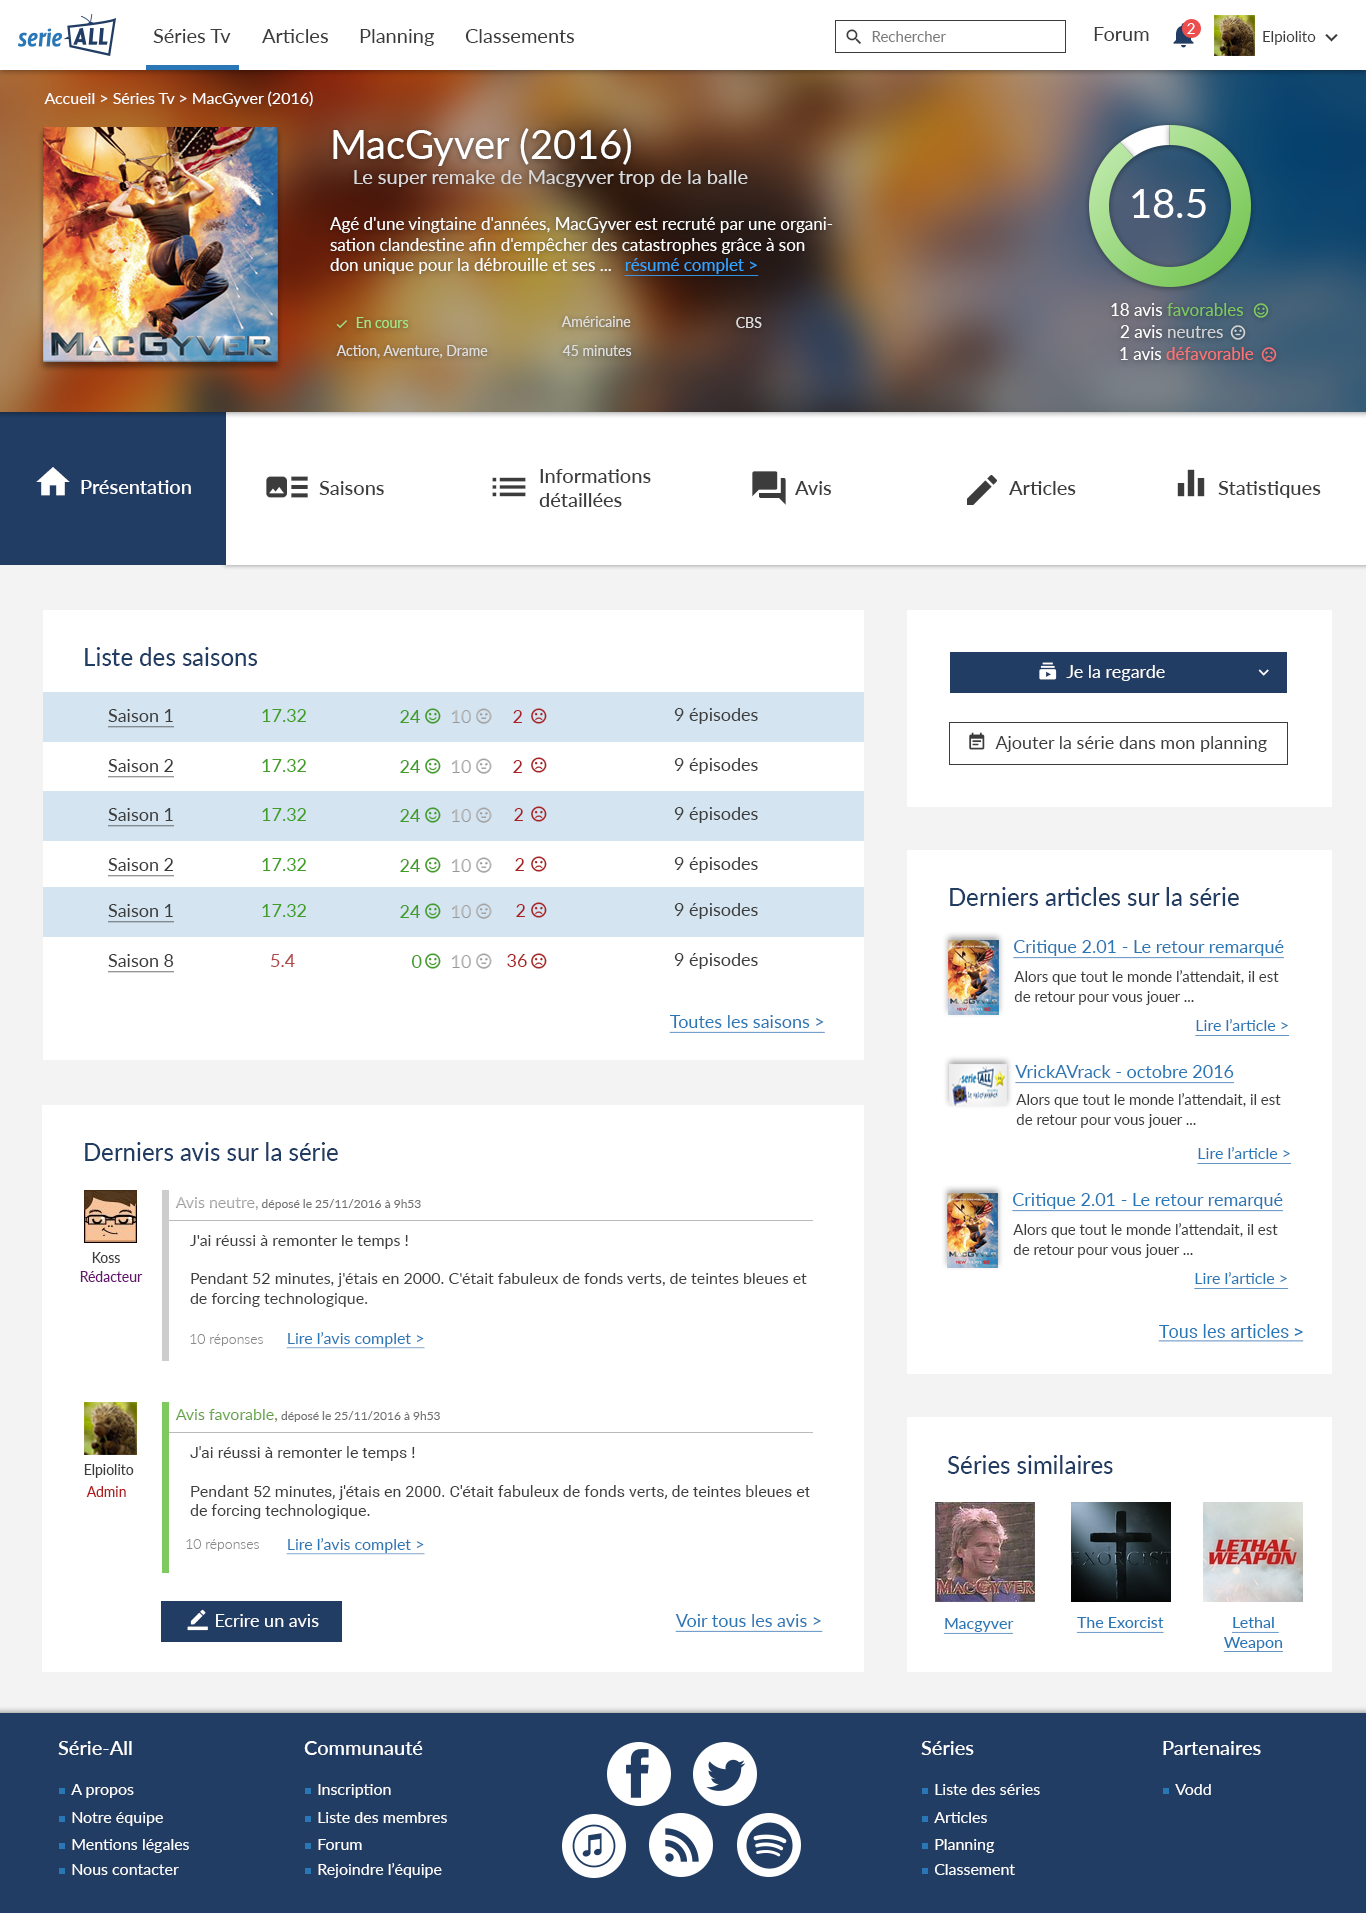 serie ALL
Séries Tv
Articles
Planning
Classements
Rechercher
Forum
2
Elpiolito
Accueil > Séries Tv > MacGyver (2016)
MacGyver (2016)
Le super remake de Macgyver trop de la balle
Agé d'une vingtaine d'années, MacGyver est recruté par une organi-
sation clandestine afin d'empêcher des catastrophes grâce à son
don unique pour la débrouille et ses ... résumé complet >
En cours
Américaine
CBS
Action, Aventure, Drame
45 minutes
MACGYVER
18.5
18 avis favorables
2 avis neutres
1 avis défavorable
Présentation
Saisons
Informations
détaillées
Avis
Articles
Statistiques
Liste des saisons
Saison 1 17.32 24 10 2 9 épisodes
Saison 2 17.32 24 10 2 9 épisodes
Saison 1 17.32 24 10 2 9 épisodes
Saison 2 17.32 24 10 2 9 épisodes
Saison 1 17.32 24 10 2 9 épisodes
Saison 8 5.4 0 10 36 9 épisodes
Toutes les saisons >
Je la regarde
Ajouter la série dans mon planning
Derniers articles sur la série
MACGYVER
Critique 2.01 - Le retour remarqué
Alors que tout le monde l’attendait, il est
de retour pour vous jouer ...
Lire l’article >
serie ALL
VrickAVrack - octobre 2016
Alors que tout le monde l’attendait, il est
de retour pour vous jouer ...
Lire l’article >
MACGYVER
Critique 2.01 - Le retour remarqué
Alors que tout le monde l’attendait, il est
de retour pour vous jouer ...
Lire l’article >
Tous les articles >
Derniers avis sur la série
Koss
Rédacteur
Avis neutre, déposé le 25/11/2016 à 9h53
J'ai réussi à remonter le temps !
Pendant 52 minutes, j'étais en 2000. C'était fabuleux de fonds verts, de teintes bleues et
de forcing technologique.
10 réponses
Lire l’avis complet >
Elpiolito
Admin
Avis favorable, déposé le 25/11/2016 à 9h53
J'ai réussi à remonter le temps !
Pendant 52 minutes, j'étais en 2000. C'était fabuleux de fonds verts, de teintes bleues et
de forcing technologique.
10 réponses
Lire l’avis complet >
Ecrire un avis
Voir tous les avis >
Séries similaires
MACGYVER
EXORCIST
LETHAL
WEAPON
Macgyver
The Exorcist
Lethal
Weapon
Série-All
A propos
Notre équipe
Mentions légales
Nous contacter
Communauté
Inscription
Liste des membres
Forum
Rejoindre l’équipe
Séries
Liste des séries
Articles
Planning
Classement
Partenaires
Vodd